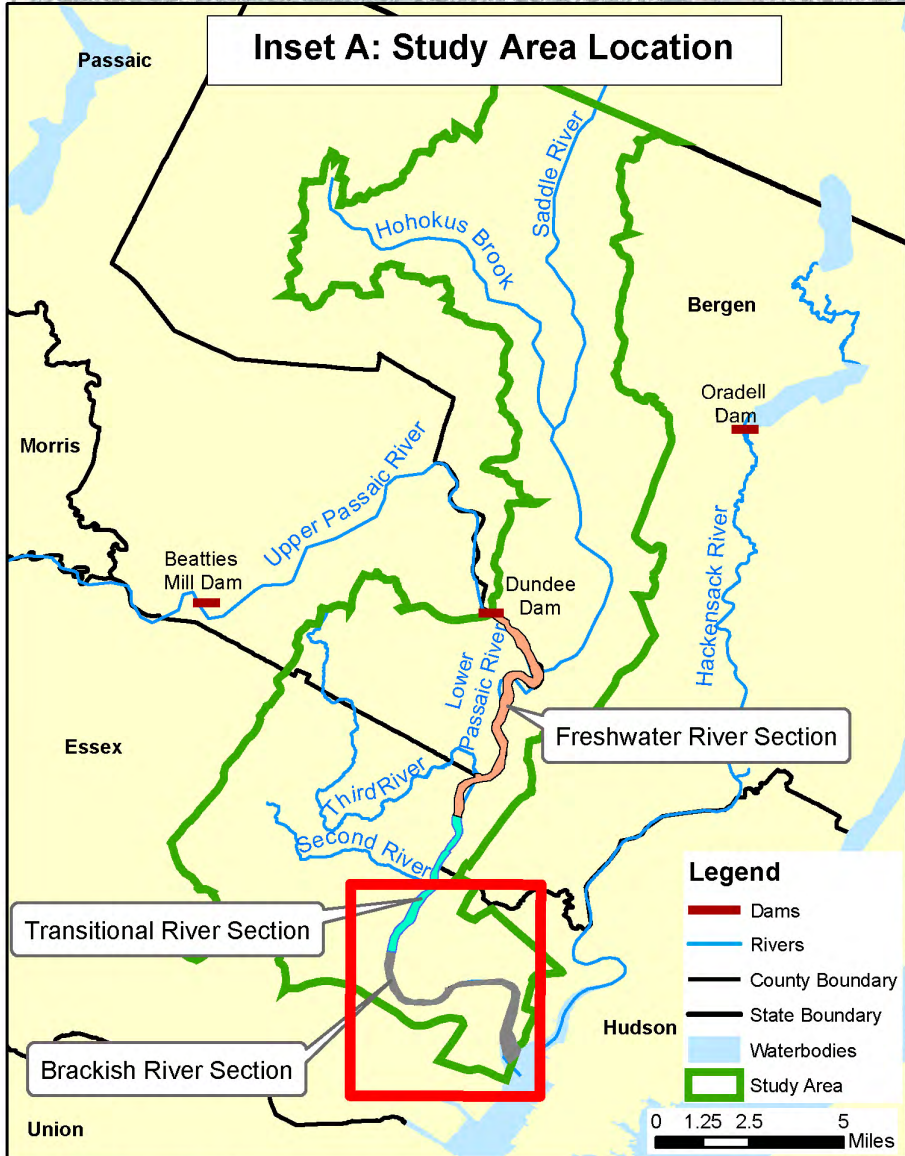 Inset A: Study Area Location
Passaic
Saddle River
Hohokus Brook
Bergen
Oradell
Dam
Morris
Upper Passaic River
Beatties
Mill Dam
Dundee
Dam
Hackensack River
Lower
Passaic River
Freshwater River Section
Essex
Third River
Second River
Transitional River Section
Brackish River Section
Hudson
Union
Legend
Dams
Rivers
County Boundary
State Boundary
Waterbodies
Study Area
0 1.25 2.5 5
Miles